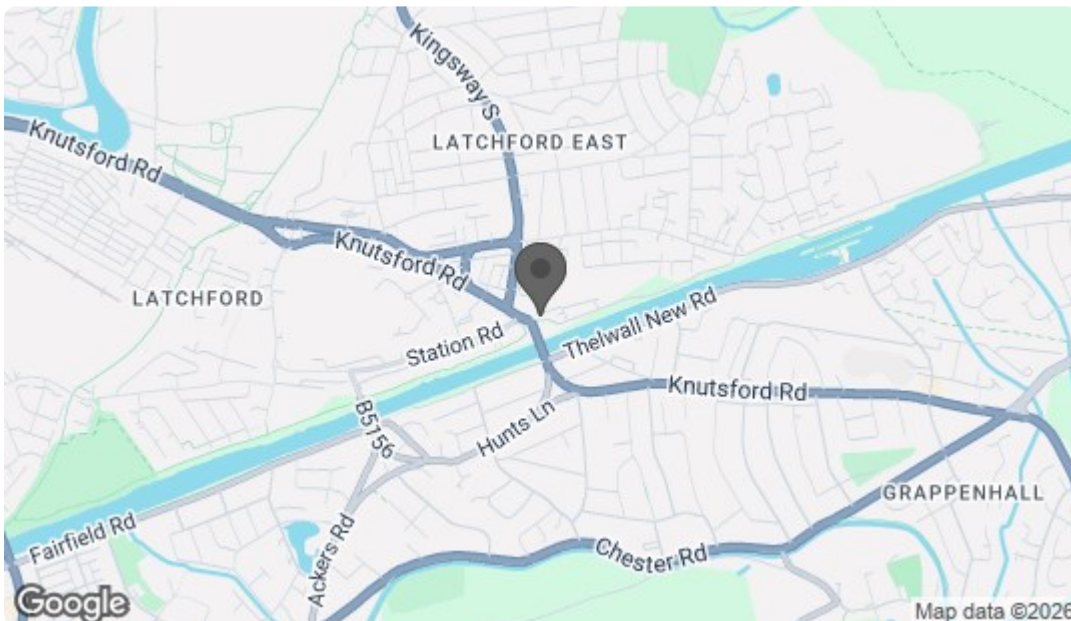 Kingsway S
LATCHFORD EAST
Knutsford Rd
Knutsford Rd
LATCHFORD
Station Rd
Thelwall New Rd
Knutsford Rd
B5156
Hunts Ln
GRAPPENHALL
Fairfield Rd
Ackers Rd
Chester Rd
Google
Map data ©2026